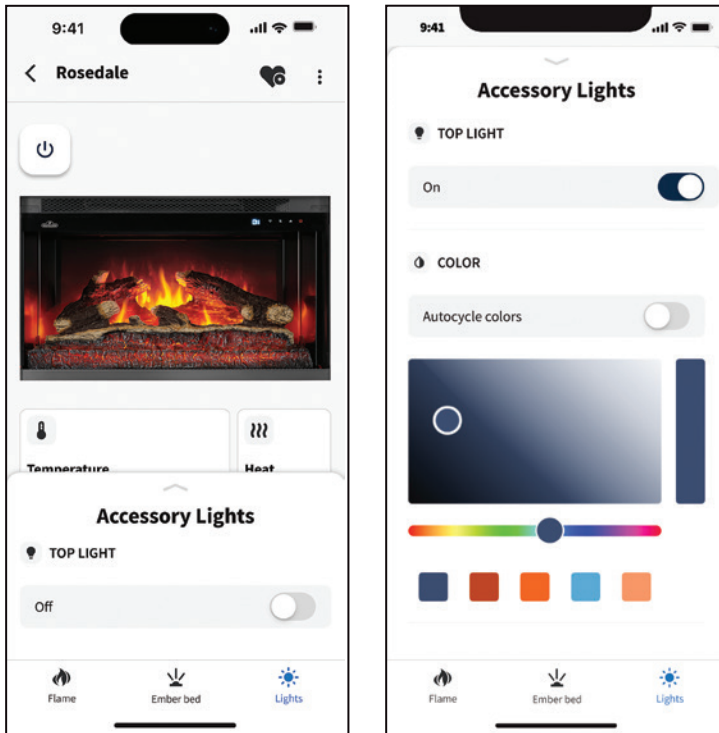 9:41
Rosedale
Temperature
Heat
Accessory Lights
TOP LIGHT
Off
Flame
Ember bed
Lights
9:41
Accessory Lights
TOP LIGHT
On
COLOR
Autocycle colors
Flame
Ember bed
Lights